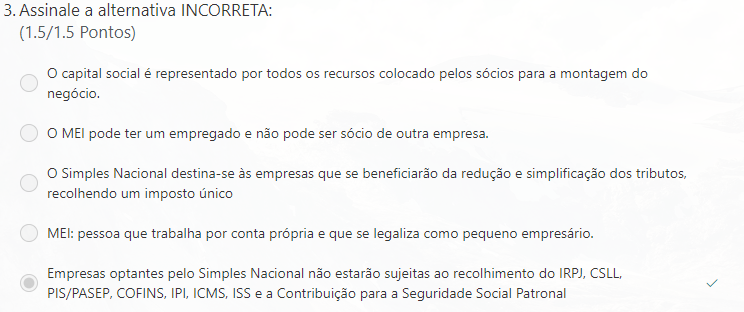 3. Assinale a alternativa INCORRETA:
(1.5/1.5 Pontos)
O capital social é representado por todos os recursos colocado pelos sócios para a montagem do
negócio.
O MEI pode ter um empregado e não pode ser sócio de outra empresa.
O Simples Nacional destina-se às empresas que se beneficiarão da redução e simplificação dos tributos,
recolhendo um imposto único
MEI: pessoa que trabalha por conta própria e que se legaliza como pequeno empresário.
Empresas optantes pelo Simples Nacional não estarão sujeitas ao recolhimento do IRPJ, CSLL,
PIS/PASEP, COFINS, IPI, ICMS, ISS e a Contribuição para a Seguridade Social Patronal